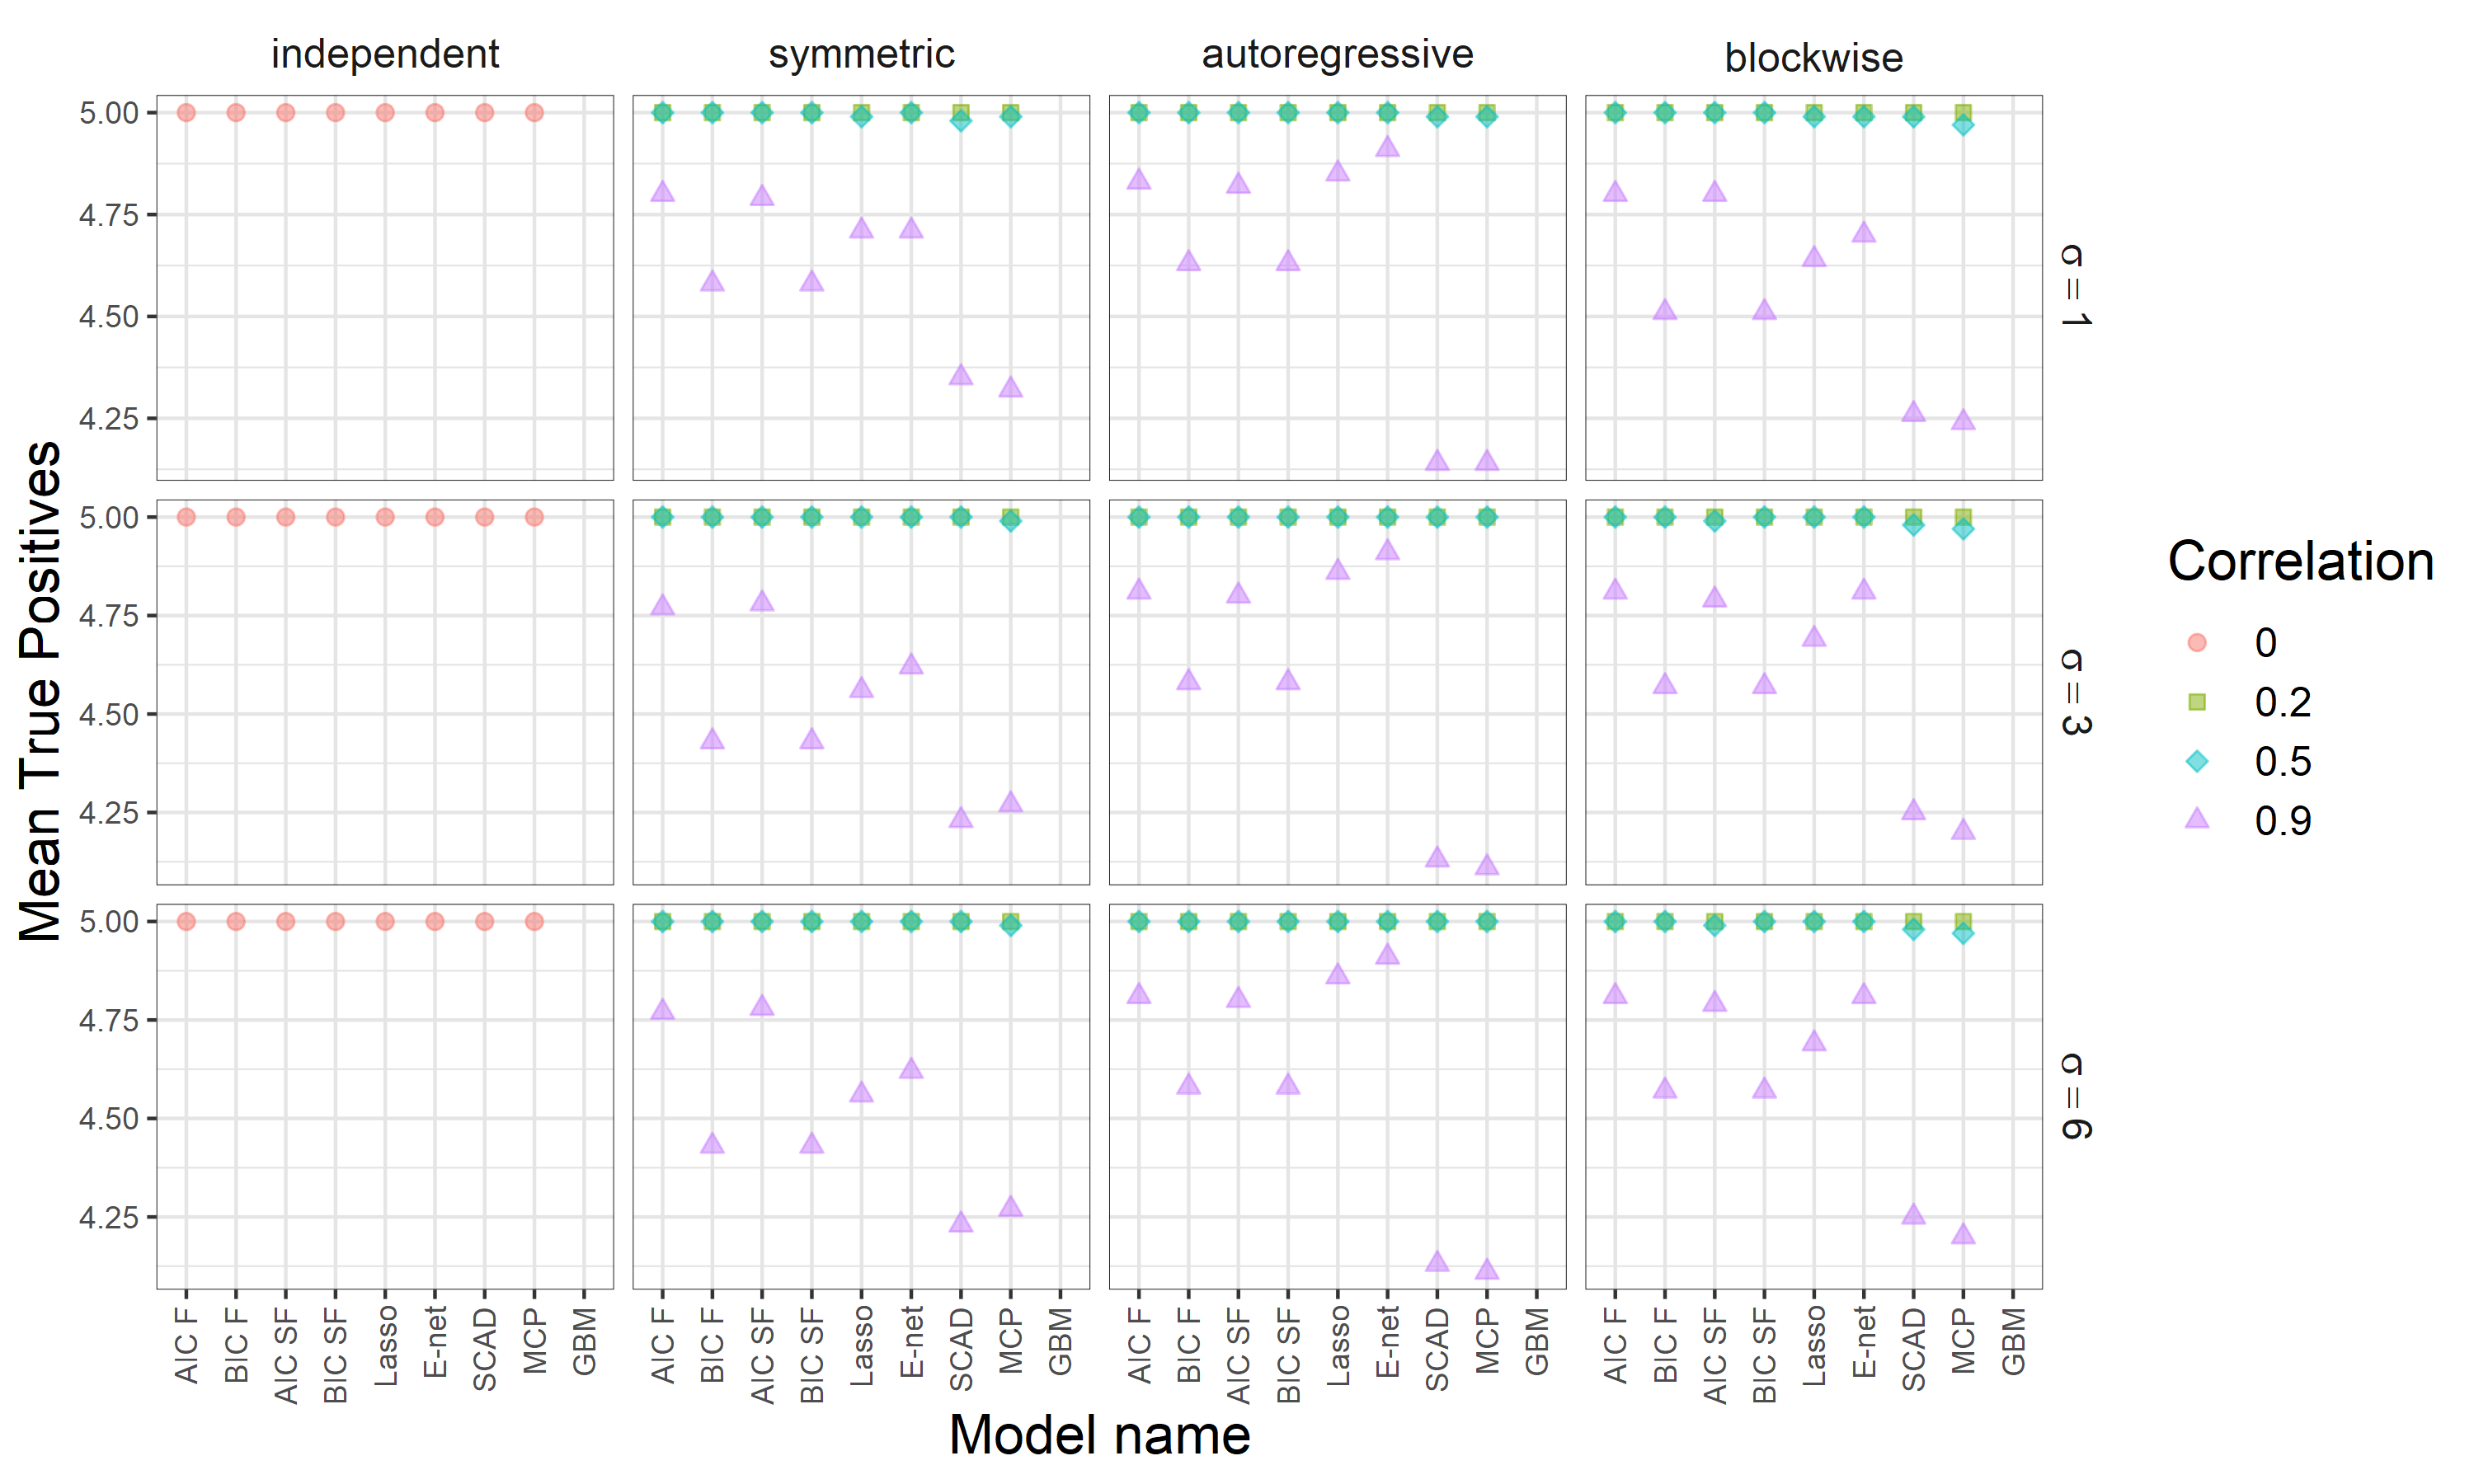 independent
symmetric
autoregressive
blockwise
5.00
4.75
4.50
4.25
σ = 1
5.00
4.75
4.50
4.25
σ = 3
5.00
4.75
4.50
4.25
σ = 6
Mean True Positives
AIC F
BIC F
AIC SF
BIC SF
Lasso
E-net
SCAD
MCP
GBM
AIC F
BIC F
AIC SF
BIC SF
Lasso
E-net
SCAD
MCP
GBM
AIC F
BIC F
AIC SF
BIC SF
Lasso
E-net
SCAD
MCP
GBM
AIC F
BIC F
AIC SF
BIC SF
Lasso
E-net
SCAD
MCP
GBM
Model name
Correlation
0
0.2
0.5
0.9